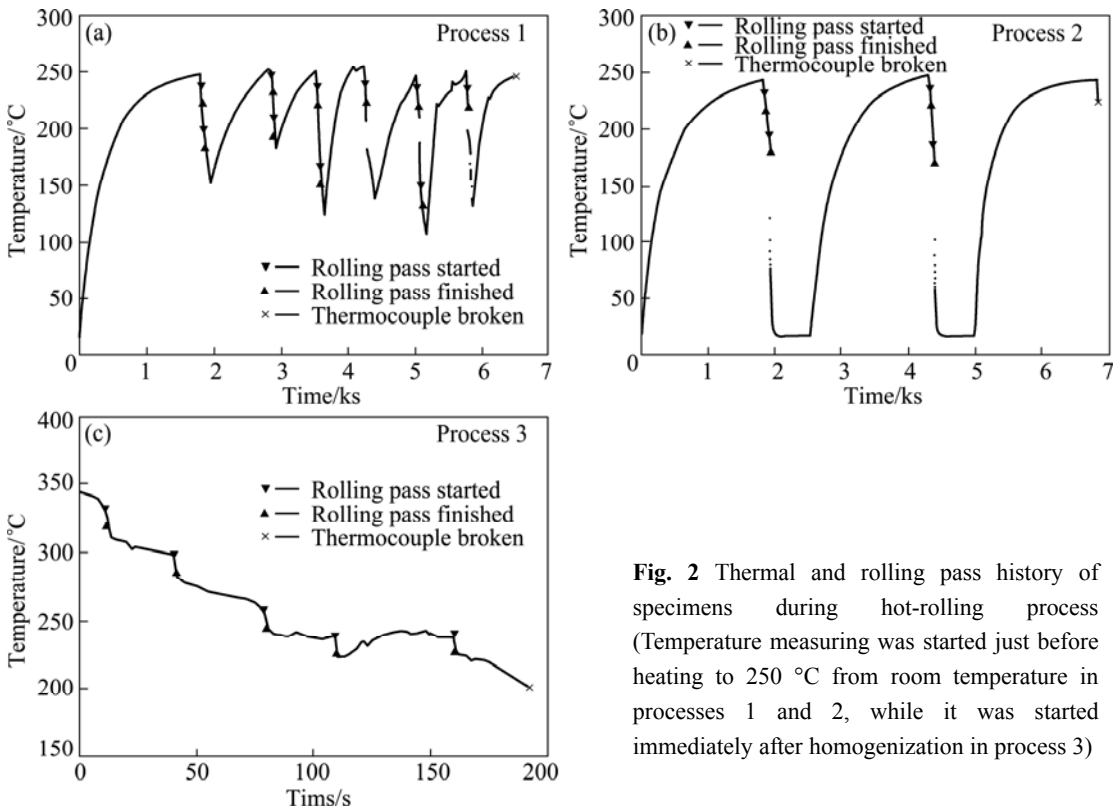 300
250
200
150
100
50
0
Temperature/°C
(a)
Process 1
Rolling pass started
Rolling pass finished
Thermocouple broken
1 2 3 4 5 6 7
Time/ks
300
250
200
150
100
50
0
Temperature/°C
(b)
Process 2
Rolling pass started
Rolling pass finished
Thermocouple broken
1 2 3 4 5 6 7
Time/ks
400
350
300
250
200
150
Temperature/°C
(c)
Process 3
Rolling pass started
Rolling pass finished
Thermocouple broken
0 50 100 150 200
Tims/s
Fig. 2 Thermal and rolling pass history of
specimens during hot-rolling process
(Temperature measuring was started just before
heating to 250 °C from room temperature in
processes 1 and 2, while it was started
immediately after homogenization in process 3)